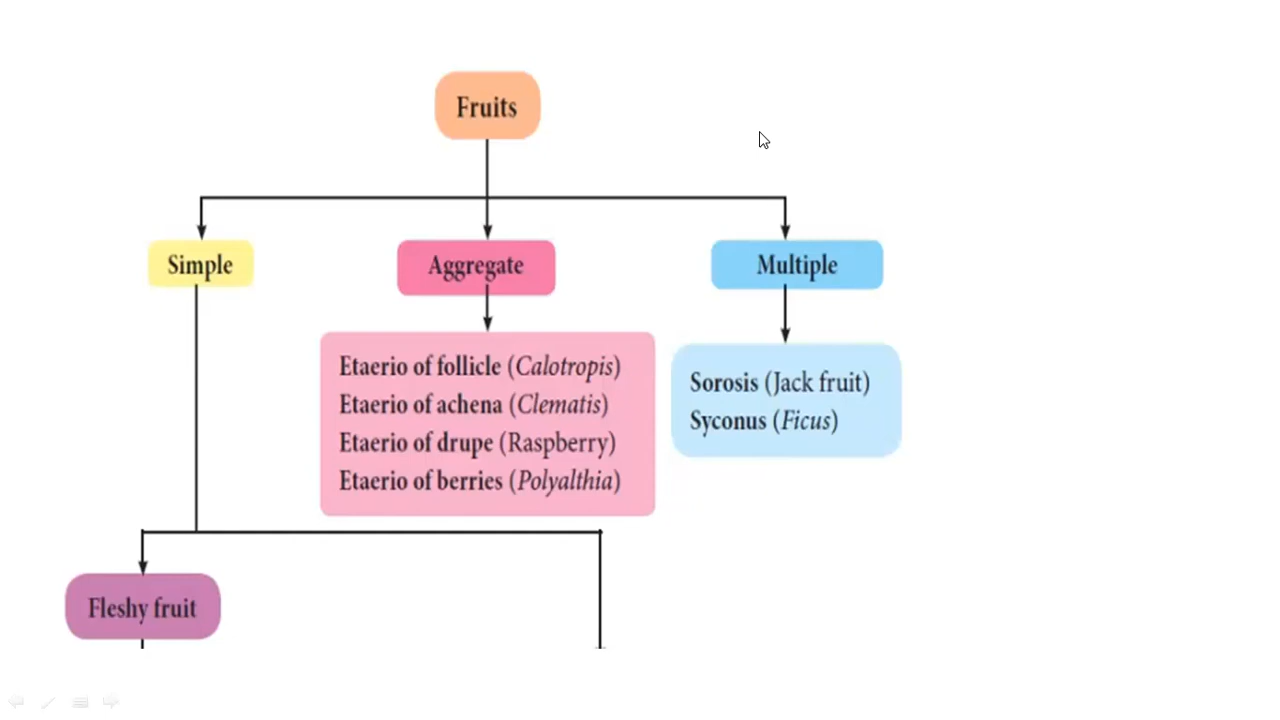 Fruits
Simple
Aggregate
Multiple
Etaerio of follicle (Calotropis)
Etaerio of achena (Clematis)
Etaerio of drupe (Raspberry)
Etaerio of berries (Polyalthia)
Sorosis (Jack fruit)
Syconus (Ficus)
Fleshy fruit